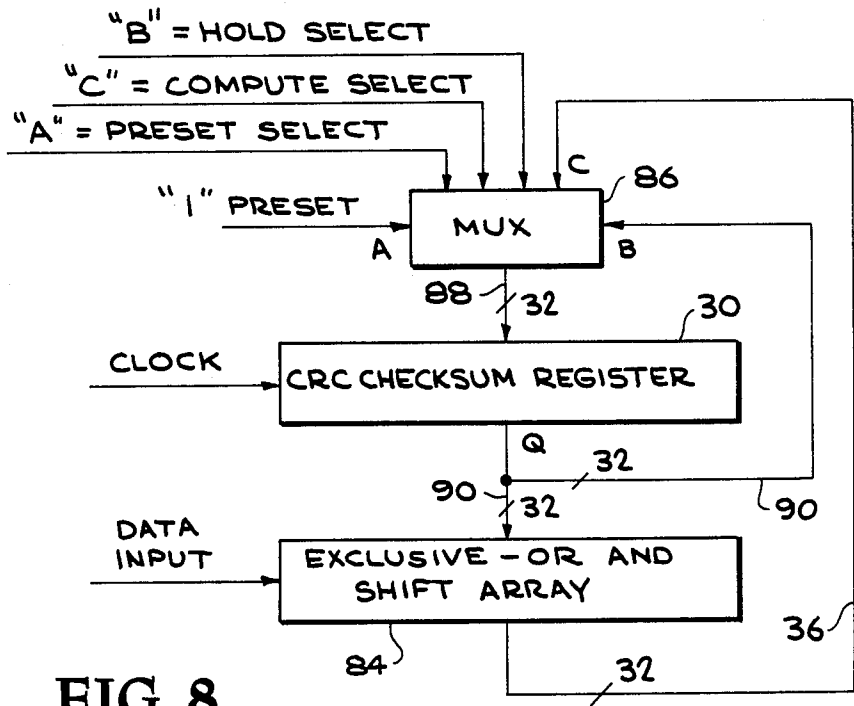 "B" = HOLD SELECT
"C" = COMPUTE SELECT
"A" = PRESET SELECT
C
86
"1" PRESET
MUX
A
B
88
32
30
CLOCK
CRC CHECKSUM REGISTER
Q
32
90
32
90
DATA
INPUT
EXCLUSIVE-OR AND
SHIFT ARRAY
36
84
32
FIG. 8